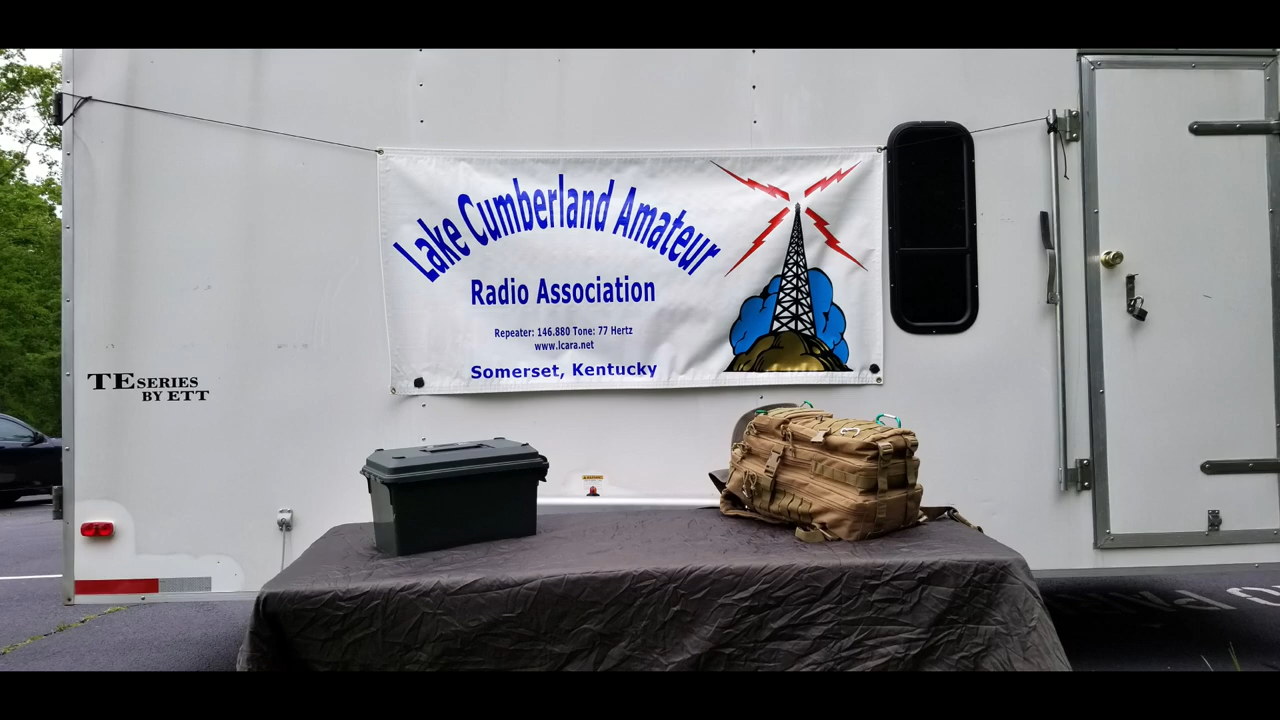 Lake Cumberland Amateur
Radio Association
Repeater: 146.880 Tone: 77 Hertz
www.lcara.net
Somerset, Kentucky
TE SERIES
BY ETT